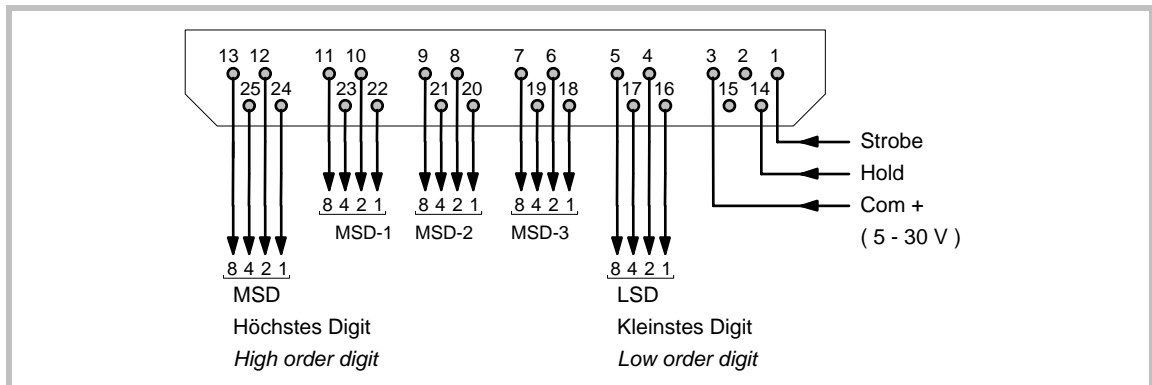 13 12 11 10 9 8 7 6 5 4 3 2 1
25 24 23 22 21 20 19 18 17 16 15 14
Strobe
Hold
8 4 2 1 8 4 2 1 8 4 2 1 Com +
MSD-1 MSD-2 MSD-3 ( 5 - 30 V )
8 4 2 1 8 4 2 1
MSD LSD
Höchstes Digit Kleinstes Digit
High order digit Low order digit